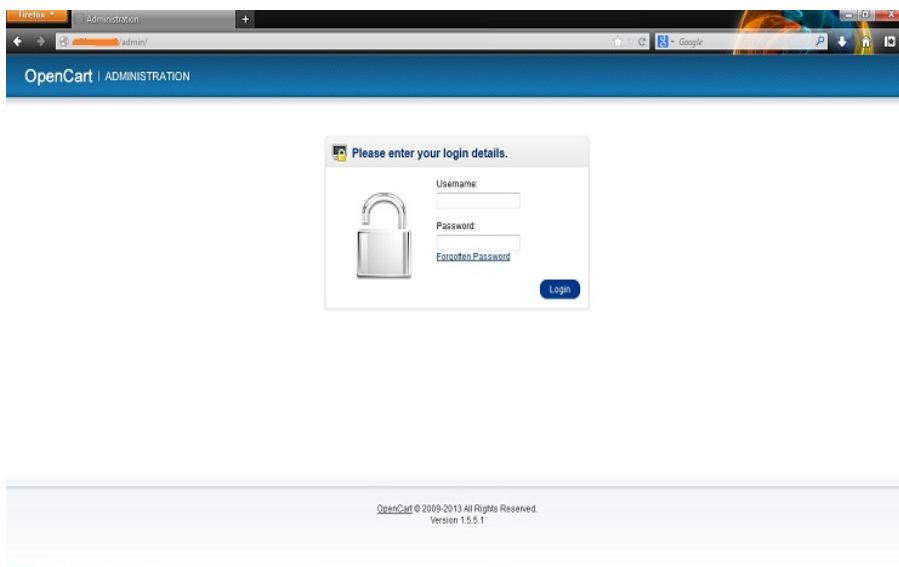 Firefox
Administration
+
/admin/
Google
OpenCart | ADMINISTRATION
Please enter your login details.
Username:
Password:
Forgotten Password
Login
OpenCart © 2009-2013 All Rights Reserved.
Version 1.5.5.1